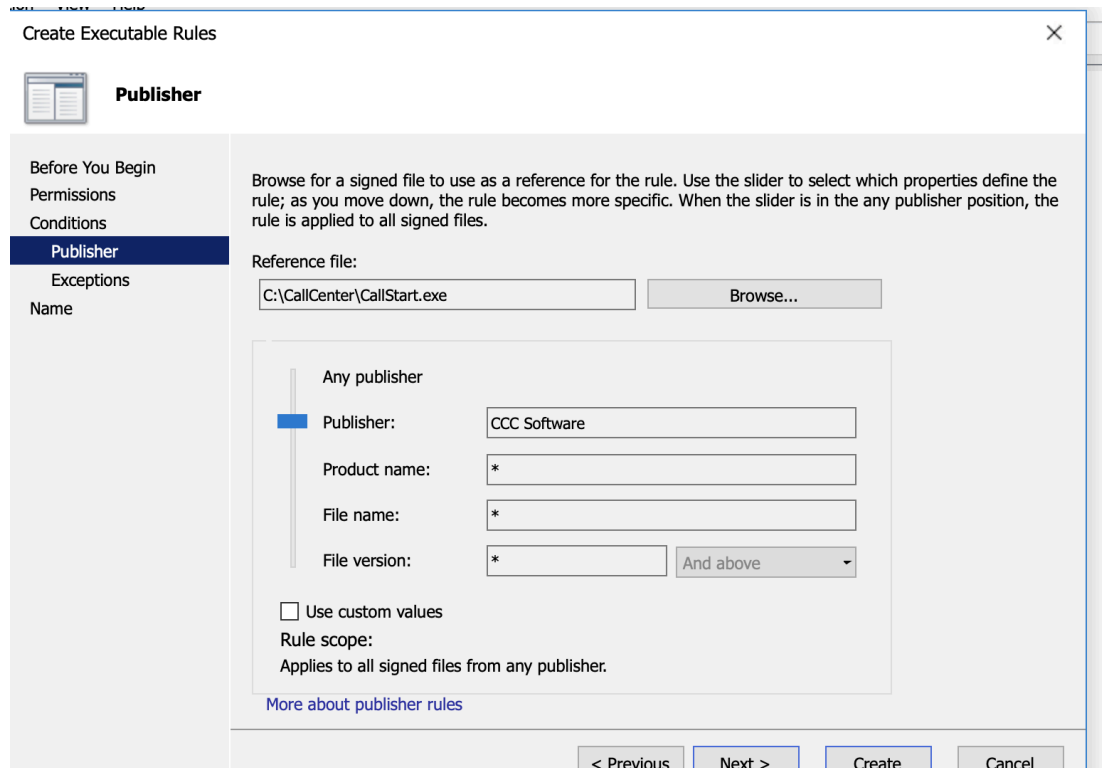 View Help
Create Executable Rules
Publisher
Before You Begin
Permissions
Conditions
Publisher
Exceptions
Name
Browse for a signed file to use as a reference for the rule. Use the slider to select which properties define the
rule; as you move down, the rule becomes more specific. When the slider is in the any publisher position, the
rule is applied to all signed files.
Reference file:
C:\CallCenter\CallStart.exe
Browse...
Any publisher
Publisher: CCC Software
Product name: *
File name: *
File version: * And above
Use custom values
Rule scope:
Applies to all signed files from any publisher.
More about publisher rules
< Previous Next > Create Cancel